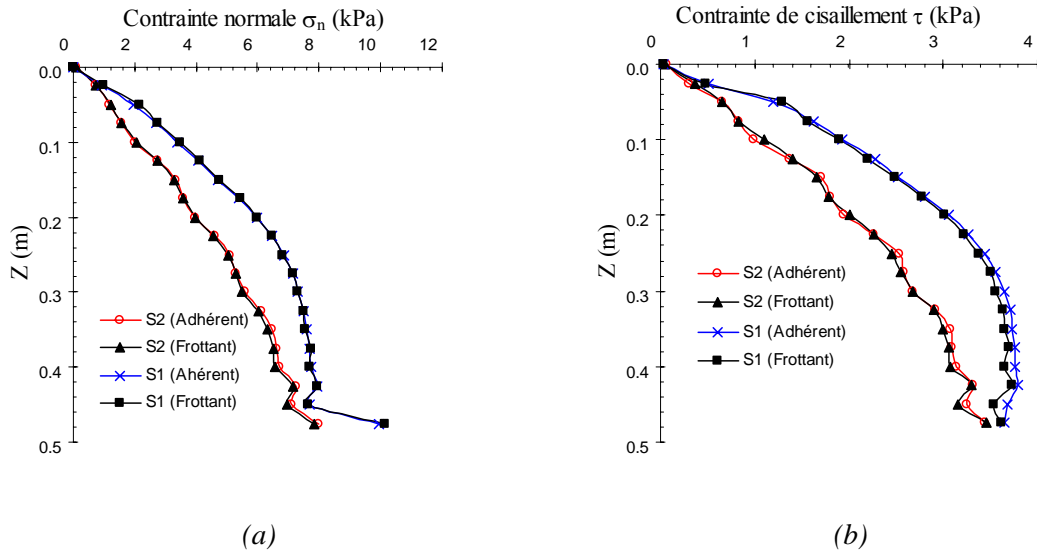 Contrainte normale σn (kPa)
0 2 4 6 8 10 12
0.0
0.1
0.2
0.3
0.4
0.5
Z (m)
S2 (Adhérent)
S2 (Frottant)
S1 (Ahérent)
S1 (Frottant)
(a)
Contrainte de cisaillement τ (kPa)
0 1 2 3 4
0.0
0.1
0.2
0.3
0.4
0.5
Z (m)
S2 (Adhérent)
S2 (Frottant)
S1 (Adhérent)
S1 (Frottant)
(b)